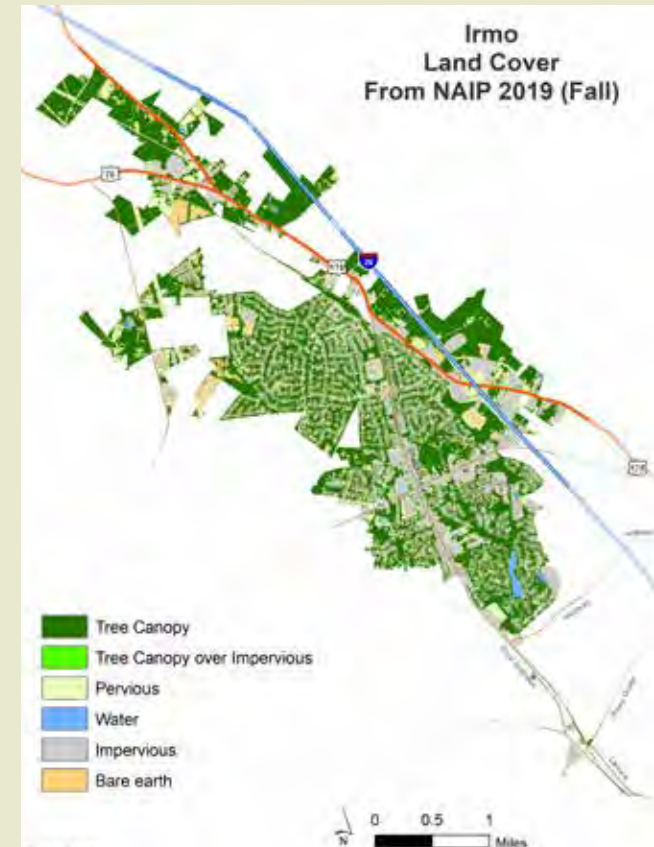 Irmo
Land Cover
From NAIP 2019 (Fall)
76
26
176
176
Tree Canopy
Tree Canopy over Impervious
Pervious
Water
Impervious
Bare earth
N
0 0.5 1
Miles